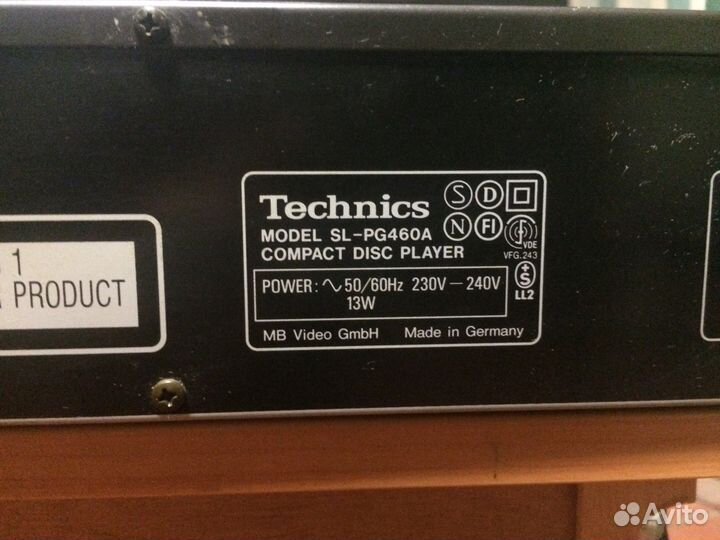 Technics
MODEL SL-PG460A
COMPACT DISC PLAYER
S D
N FI
VDE
VFG.243
S
LL2
POWER: ∿50/60Hz 230V—240V
13W
MB Video GmbH Made in Germany
1
PRODUCT
Avito